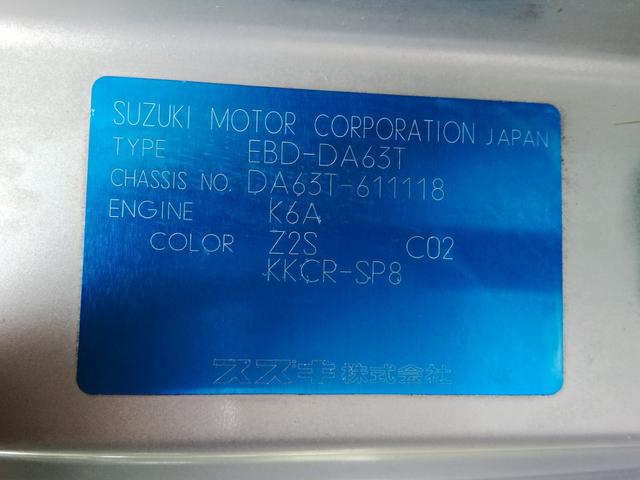 SUZUKI MOTOR CORPORATION JAPAN
TYPE EBD-DA63T
CHASSIS NO. DA63T-611118
ENGINE K6A
COLOR Z2S C02
KKCR-SP8
スズキ株式会社